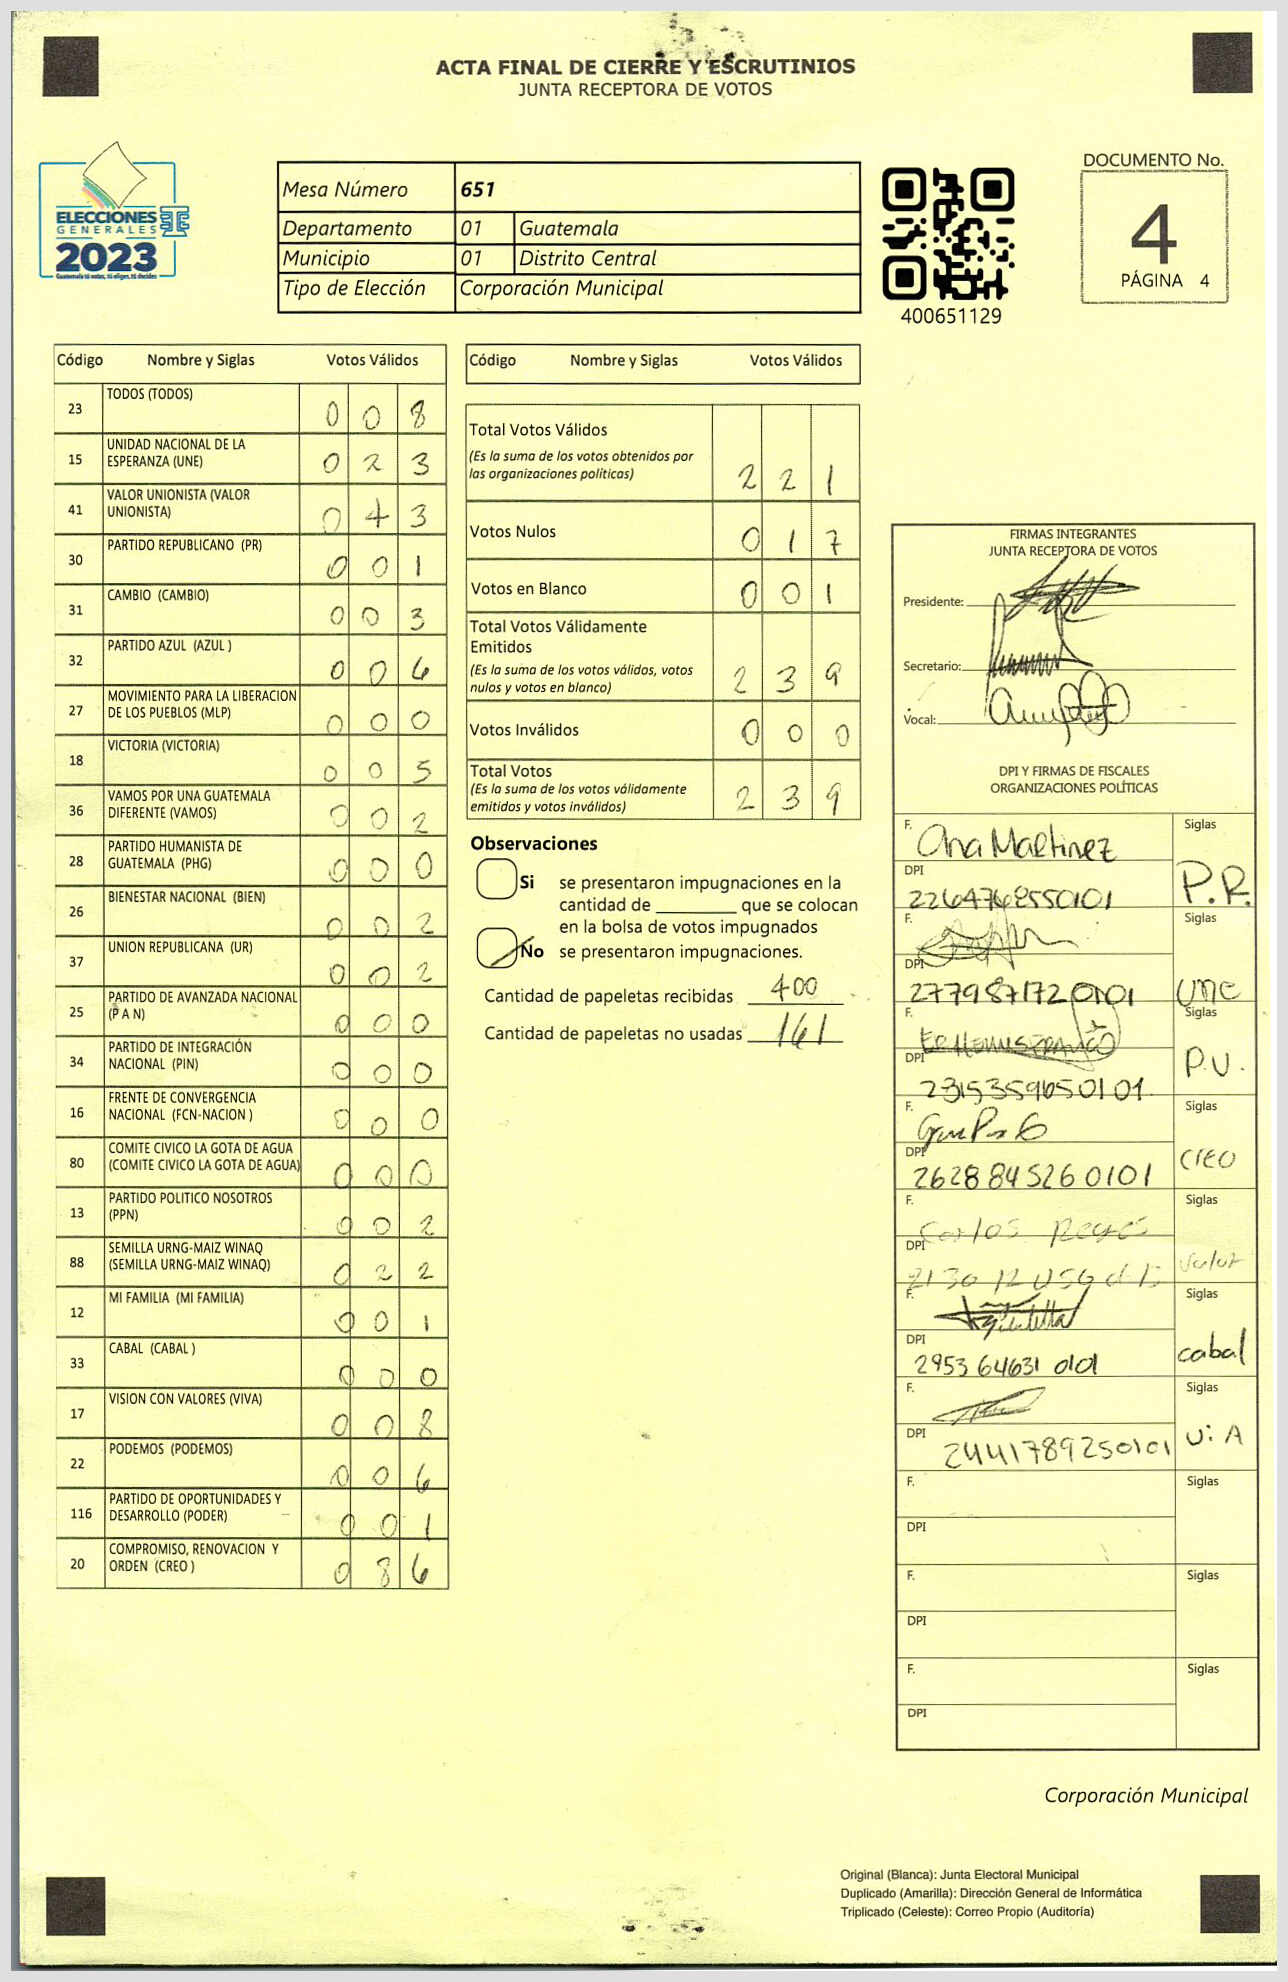 ACTA FINAL DE CIERRE Y ESCRUTINIOS
JUNTA RECEPTORA DE VOTOS
ELECCIONES
GENERALES
2023
Guatemala tú votas, tú eliges, tú decides
Mesa Número 651
Departamento 01 Guatemala
Municipio 01 Distrito Central
Tipo de Elección Corporación Municipal
400651129
DOCUMENTO No.
4
PÁGINA 4
Código Nombre y Siglas Votos Válidos
23 TODOS (TODOS) 0 0 8
15 UNIDAD NACIONAL DE LA
ESPERANZA (UNE) 0 2 3
41 VALOR UNIONISTA (VALOR
UNIONISTA) 0 4 3
30 PARTIDO REPUBLICANO (PR) 0 0 1
31 CAMBIO (CAMBIO) 0 0 3
32 PARTIDO AZUL (AZUL ) 0 0 6
27 MOVIMIENTO PARA LA LIBERACION
DE LOS PUEBLOS (MLP) 0 0 0
18 VICTORIA (VICTORIA) 0 0 5
36 VAMOS POR UNA GUATEMALA
DIFERENTE (VAMOS) 0 0 2
28 PARTIDO HUMANISTA DE
GUATEMALA (PHG) 0 0 0
26 BIENESTAR NACIONAL (BIEN) 0 0 2
37 UNION REPUBLICANA (UR) 0 0 2
25 PARTIDO DE AVANZADA NACIONAL
(P A N) 0 0 0
34 PARTIDO DE INTEGRACIÓN
NACIONAL (PIN) 0 0 0
16 FRENTE DE CONVERGENCIA
NACIONAL (FCN-NACION ) 0 0 0
80 COMITE CIVICO LA GOTA DE AGUA
(COMITE CIVICO LA GOTA DE AGUA) 0 0 0
13 PARTIDO POLITICO NOSOTROS
(PPN) 0 0 2
88 SEMILLA URNG-MAIZ WINAQ
(SEMILLA URNG-MAIZ WINAQ) 0 2 2
12 MI FAMILIA (MI FAMILIA) 0 0 1
33 CABAL (CABAL ) 0 0 0
17 VISION CON VALORES (VIVA) 0 0 8
22 PODEMOS (PODEMOS) 0 0 6
116 PARTIDO DE OPORTUNIDADES Y
DESARROLLO (PODER) 0 0 1
20 COMPROMISO, RENOVACION Y
ORDEN (CREO ) 0 8 6
Código Nombre y Siglas Votos Válidos
Total Votos Válidos
(Es la suma de los votos obtenidos por
las organizaciones políticas) 2 2 1
Votos Nulos 0 1 7
Votos en Blanco 0 0 1
Total Votos Válidamente
Emitidos
(Es la suma de los votos válidos, votos
nulos y votos en blanco) 2 3 9
Votos Inválidos 0 0 0
Total Votos
(Es la suma de los votos válidamente
emitidos y votos inválidos) 2 3 9
Observaciones
Si se presentaron impugnaciones en la
cantidad de que se colocan
en la bolsa de votos impugnados
No se presentaron impugnaciones.
Cantidad de papeletas recibidas 400
Cantidad de papeletas no usadas 161
FIRMAS INTEGRANTES
JUNTA RECEPTORA DE VOTOS
Presidente:
Secretario:
Vocal:
DPI Y FIRMAS DE FISCALES
ORGANIZACIONES POLÍTICAS
F. Ana Martinez Siglas
DPI 2264768550101 P.R.
F. Siglas
DPI 2779871720101 UNE
F. Siglas
DPI 2315359650101 P.U.
F. Siglas
DPI 2628845260101 CREO
F. Carlos Reyes Siglas
DPI Valor
F. Siglas
DPI 2953 64631 0101 cabal
F. Siglas
DPI 2441789250101
F. Siglas
DPI
F. Siglas
DPI
F. Siglas
DPI
Corporación Municipal
Original (Blanca): Junta Electoral Municipal
Duplicado (Amarilla): Dirección General de Informática
Triplicado (Celeste): Correo Propio (Auditoría)